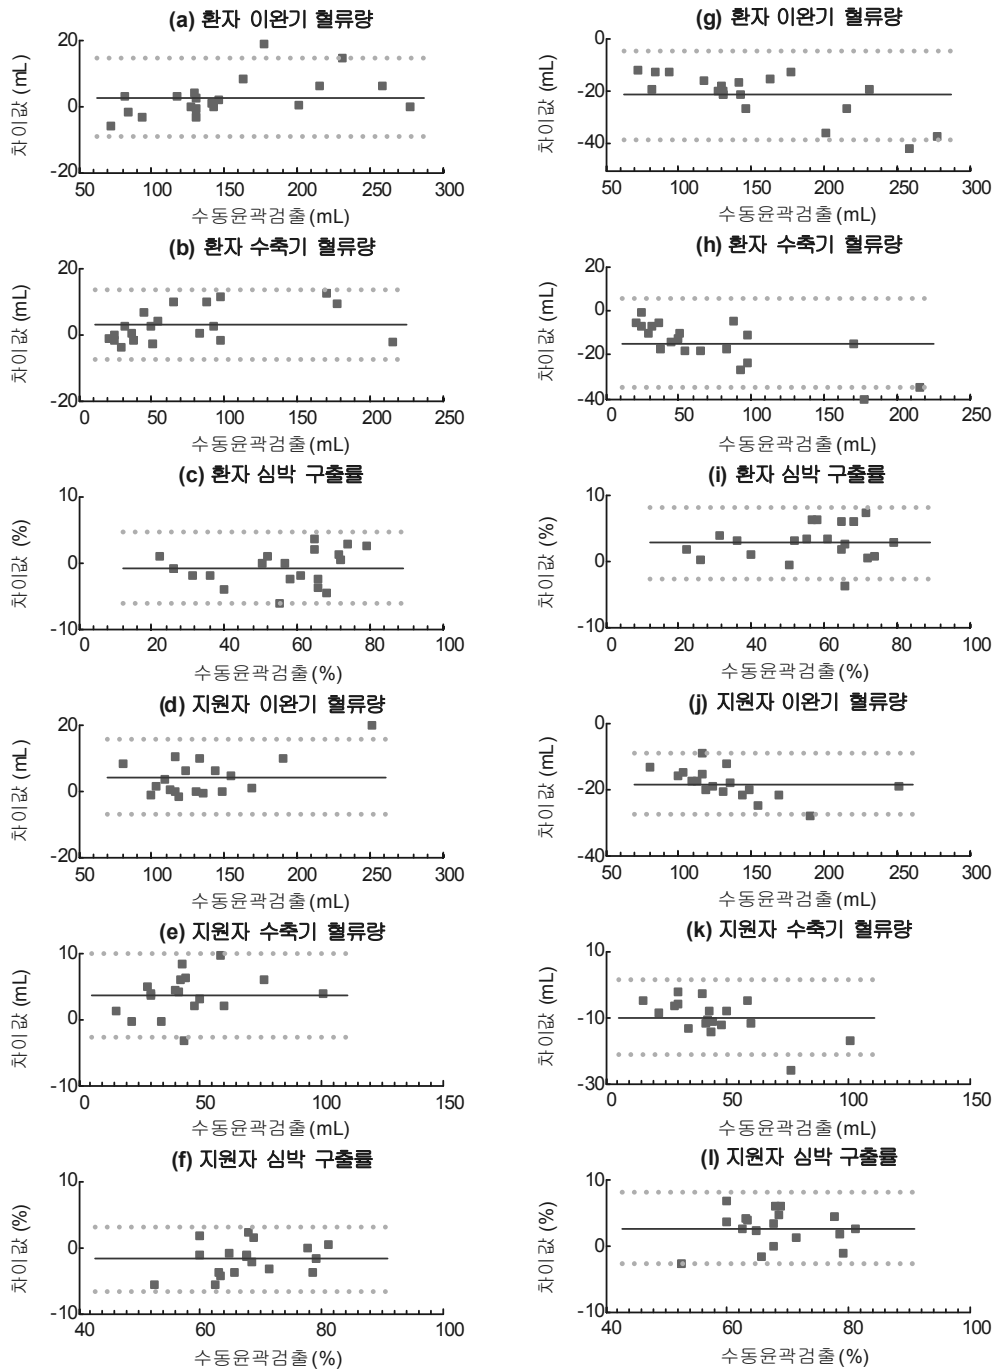 (a) 환자 이완기 혈류량
20
0
-20
차이값 (mL)
50 100 150 200 250 300
수동윤곽검출 (mL)
(b) 환자 수축기 혈류량
20
0
-20
차이값 (mL)
0 50 100 150 200 250
수동윤곽검출 (mL)
(c) 환자 심박 구출률
10
0
-10
차이값 (%)
0 20 40 60 80 100
수동윤곽검출 (%)
(d) 지원자 이완기 혈류량
20
0
-20
차이값 (mL)
50 100 150 200 250 300
수동윤곽검출 (mL)
(e) 지원자 수축기 혈류량
10
0
-10
차이값 (mL)
0 50 100 150
수동윤곽검출 (mL)
(f) 지원자 심박 구출률
10
0
-10
차이값 (%)
40 60 80 100
수동윤곽검출 (%)
(g) 환자 이완기 혈류량
0
-20
-40
차이값 (mL)
50 100 150 200 250 300
수동윤곽검출 (mL)
(h) 환자 수축기 혈류량
20
0
-20
-40
차이값 (mL)
0 50 100 150 200 250
수동윤곽검출 (mL)
(i) 환자 심박 구출률
10
0
-10
차이값 (%)
0 20 40 60 80 100
수동윤곽검출 (%)
(j) 지원자 이완기 혈류량
0
-20
-40
차이값 (mL)
50 100 150 200 250 300
수동윤곽검출 (mL)
(k) 지원자 수축기 혈류량
10
-10
-30
차이값 (mL)
0 50 100 150
수동윤곽검출 (mL)
(l) 지원자 심박 구출률
10
0
-10
차이값 (%)
40 60 80 100
수동윤곽검출 (%)